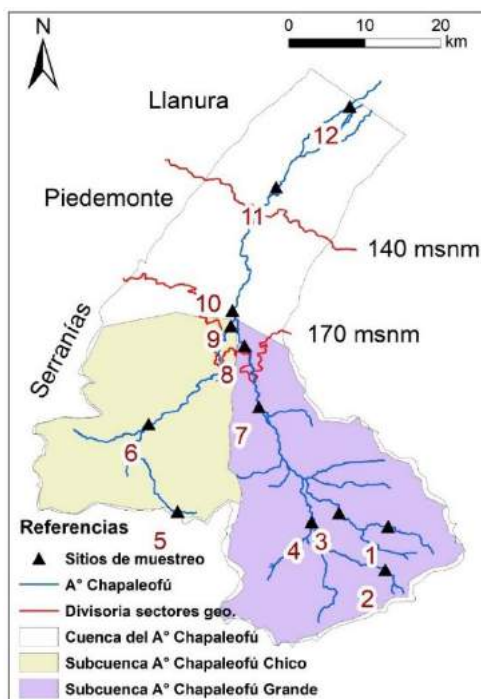 N
0 10 20
km
Llanura
12
Piedemonte
11
140 msnm
10
Serranías
9
170 msnm
8
7
6
5
4
3
1
2
Referencias
Sitios de muestreo
A° Chapaleofú
Divisoria sectores geo.
Cuenca del A° Chapaleofú
Subcuenca A° Chapaleofú Chico
Subcuenca A° Chapaleofú Grande